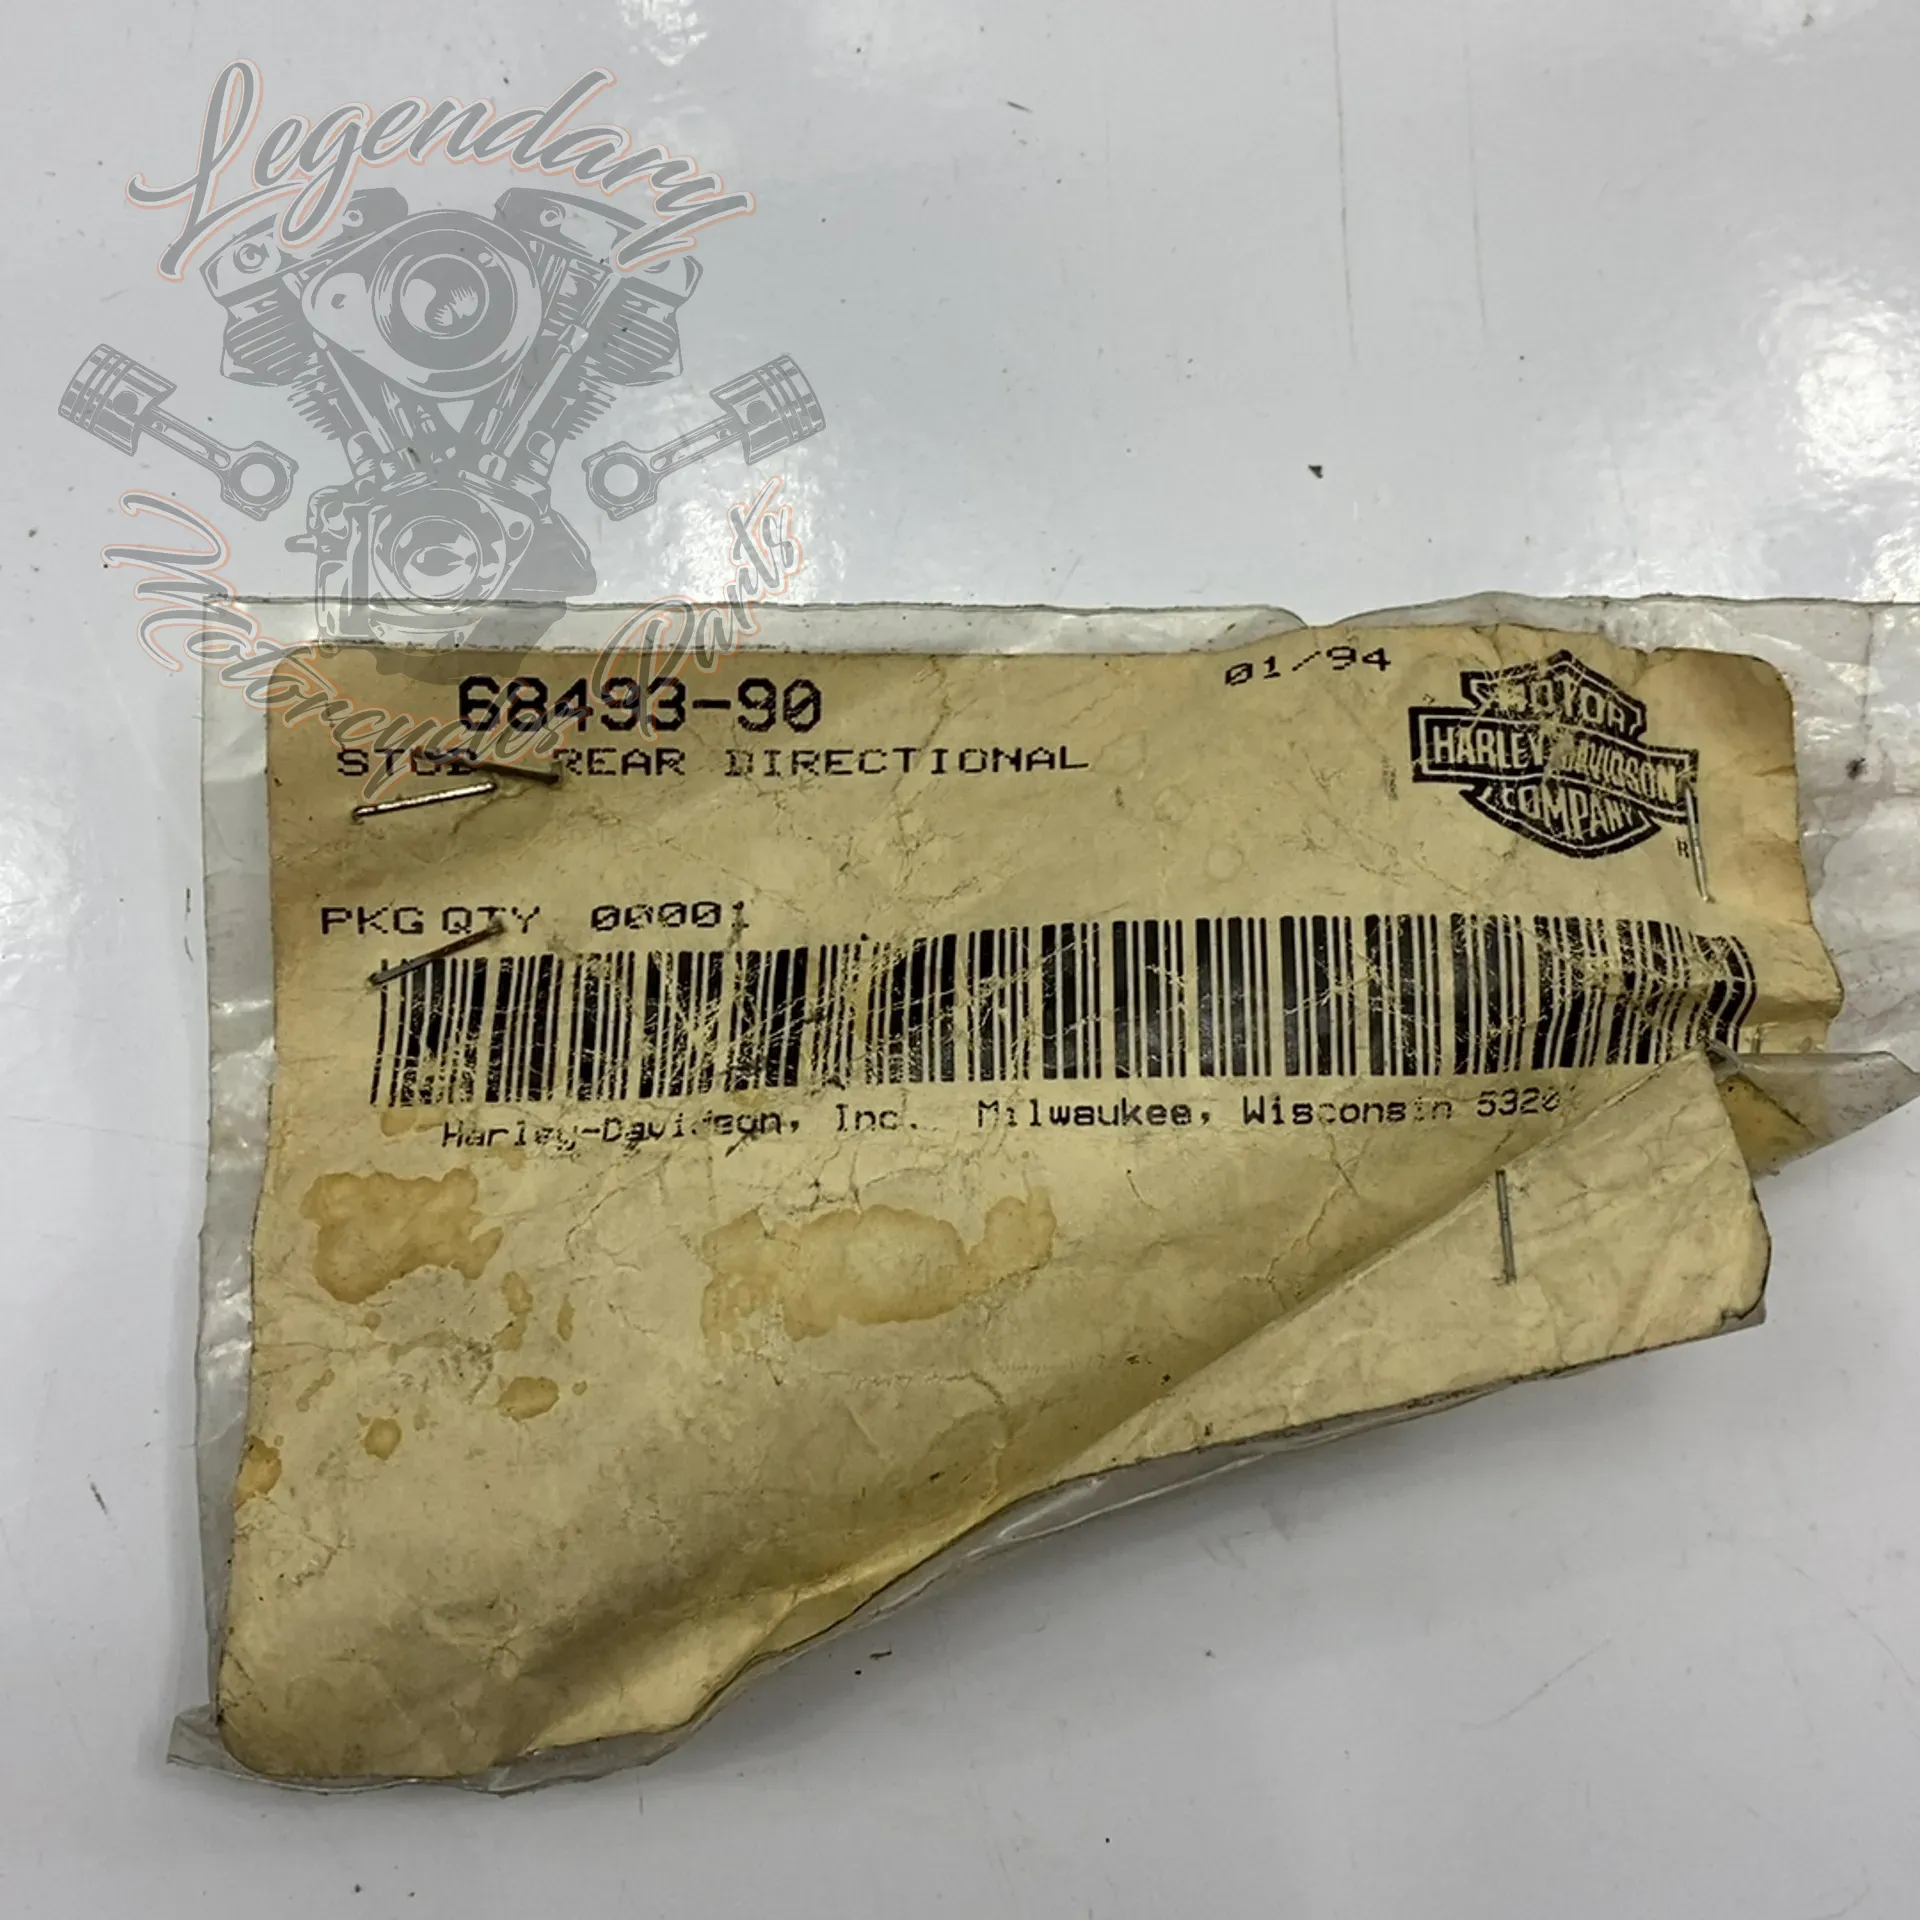 Legendary
Motorcycles Parts
68493-90
01/94
STUD, REAR DIRECTIONAL
MOTOR
HARLEY-DAVIDSON
COMPANY
R
PKG QTY 00001
Harley-Davidson, Inc. Milwaukee, Wisconsin